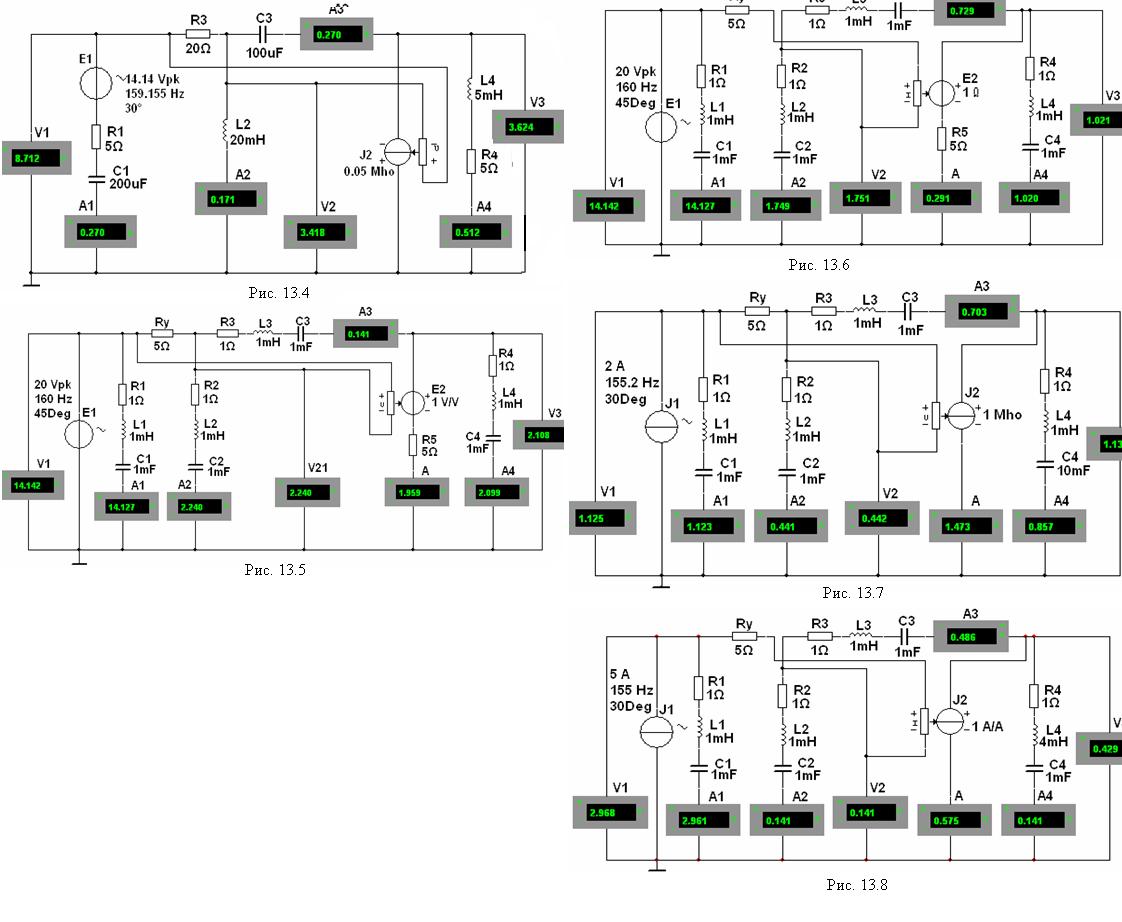 A3
R3
C3
0.270
20Ω
100uF
E1
14.14 Vpk
159.155 Hz
30°
L4
5mH
V3
3.624
V1
8.712
R1
5Ω
L2
20mH
J2
0.05 Mho
R4
5Ω
C1
200uF
A1
0.270
A2
0.171
V2
3.418
A4
0.512
Рис. 13.4
Ry
5Ω
R3
1Ω
L3
1mH
C3
1mF
A3
0.141
20 Vpk
160 Hz
45Deg
E1
R1
1Ω
R2
1Ω
E2
1 V/V
R4
1Ω
L4
1mH
V3
2.108
L1
1mH
L2
1mH
R5
5Ω
C4
1mF
C1
1mF
C2
1mF
V1
14.142
A1
14.127
A2
2.240
V21
2.240
A
1.959
A4
2.099
Рис. 13.5
5Ω
1Ω
1mH
1mF
0.729
20 Vpk
160 Hz
45Deg
E1
R1
1Ω
R2
1Ω
E2
1 Ω
R4
1Ω
L1
1mH
L2
1mH
R5
5Ω
L4
1mH
V3
1.021
C1
1mF
C2
1mF
C4
1mF
V1
14.142
A1
14.127
A2
1.749
V2
1.751
A
0.291
A4
1.020
Рис. 13.6
Ry
5Ω
R3
1Ω
L3
1mH
C3
1mF
A3
0.703
2 A
155.2 Hz
30Deg
J1
R1
1Ω
R2
1Ω
J2
1 Mho
R4
1Ω
L1
1mH
L2
1mH
L4
1mH
C1
1mF
C2
1mF
C4
10mF
1.13
V1
1.125
A1
1.123
A2
0.441
V2
0.442
A
1.473
A4
0.857
Рис. 13.7
Ry
5Ω
R3
1Ω
L3
1mH
C3
1mF
A3
0.486
5 A
155 Hz
30Deg
J1
R1
1Ω
R2
1Ω
J2
1 A/A
R4
1Ω
L1
1mH
L2
1mH
L4
4mH
V
0.429
C1
1mF
C2
1mF
C4
1mF
V1
2.968
A1
2.961
A2
0.141
V2
0.141
A
0.575
A4
0.141
Рис. 13.8